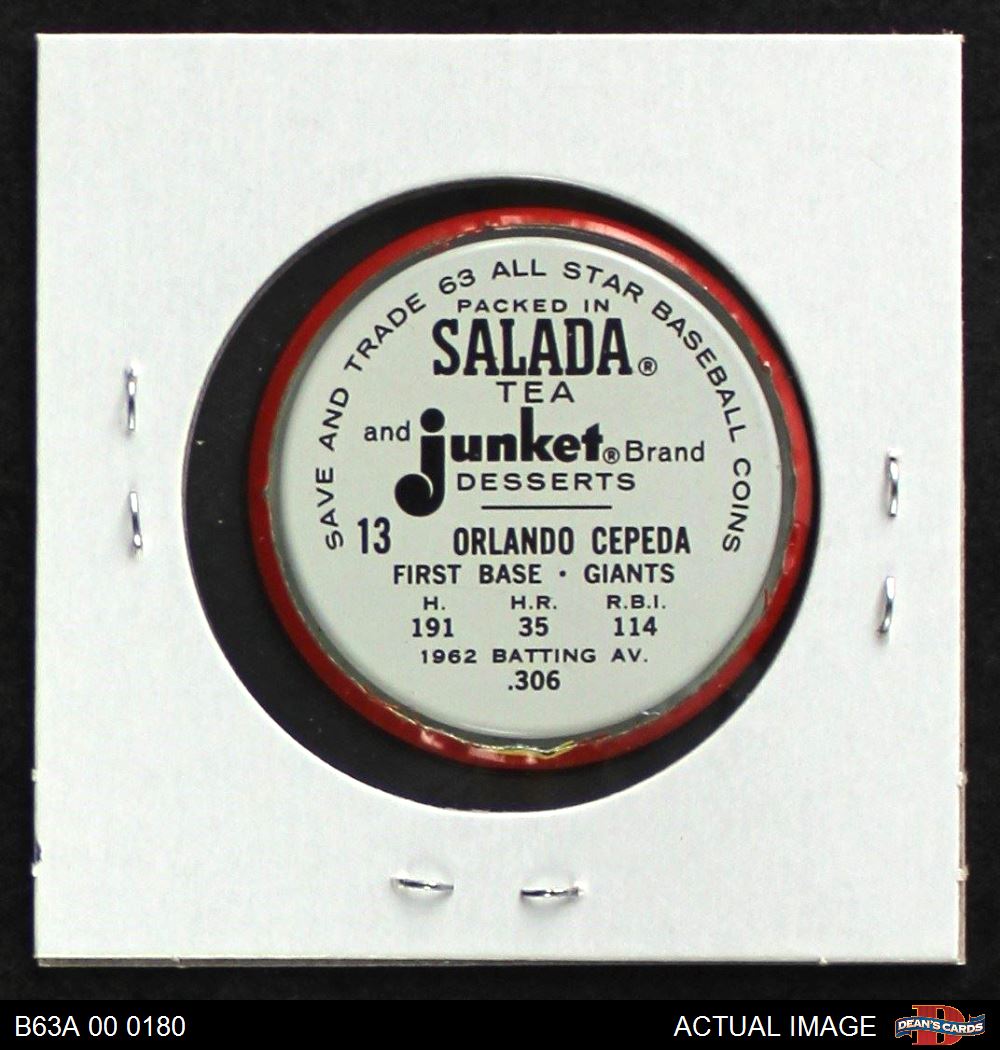 SAVE AND TRADE 63 ALL STAR BASEBALL COINS
PACKED IN
SALADA®
TEA
and junket® Brand
DESSERTS
13 ORLANDO CEPEDA
FIRST BASE · GIANTS
H. H.R. R.B.I.
191 35 114
1962 BATTING AV.
.306
B63A 00 0180 ACTUAL IMAGE
D
DEAN'S CARDS